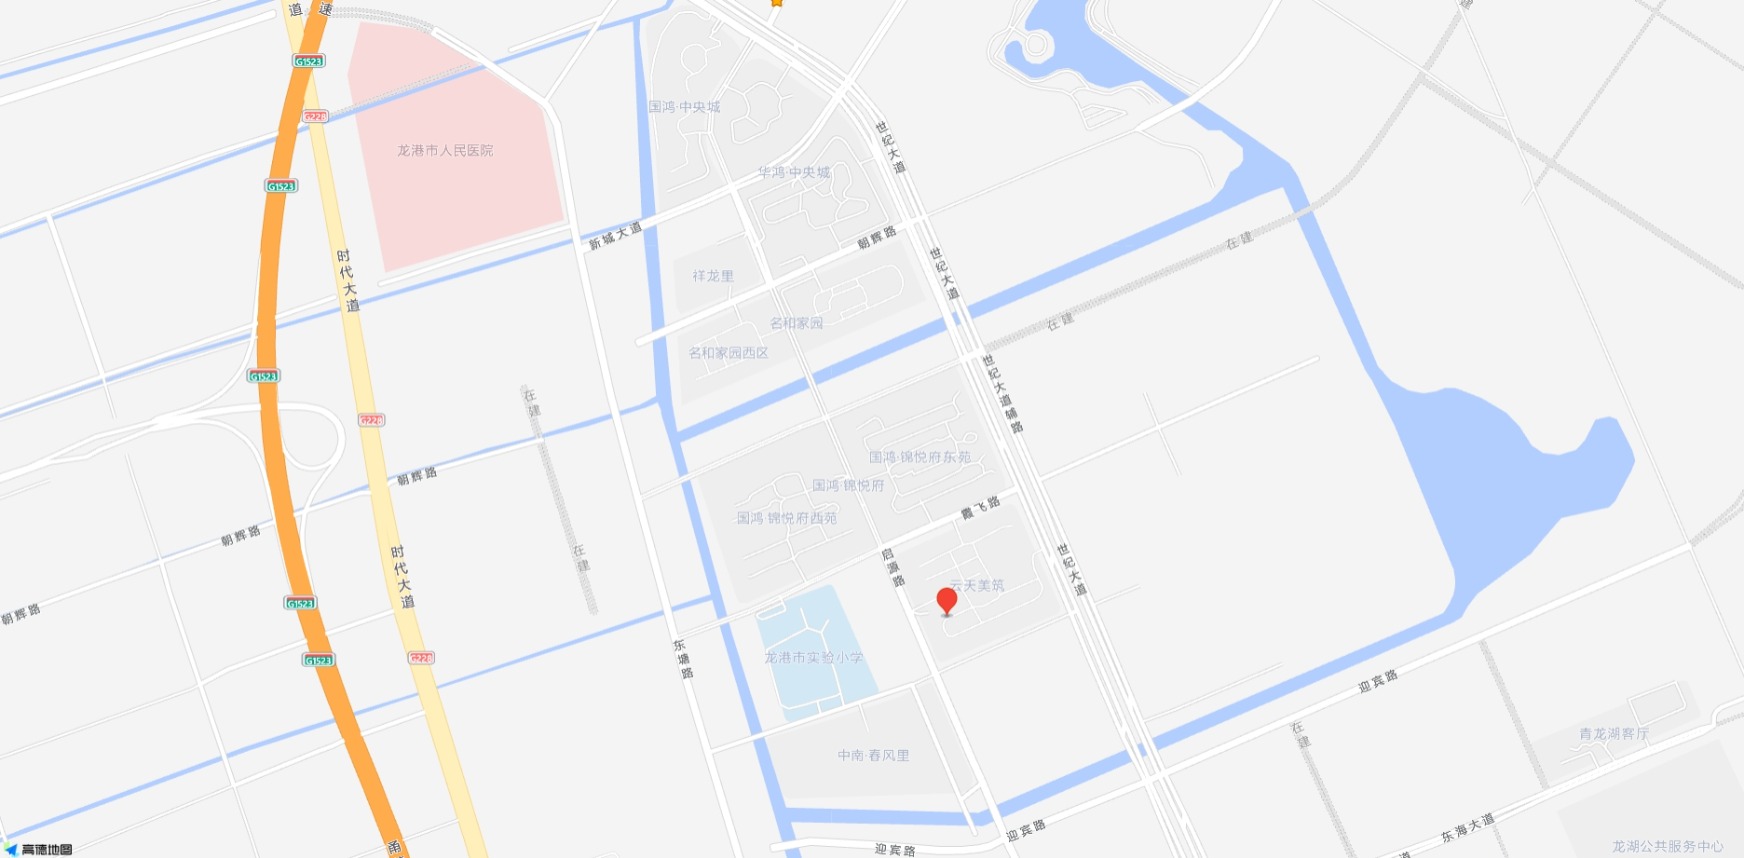 道
速
G1523
G228
国鸿·中央城
龙港市人民医院
世纪大道
华鸿·中央城
G1523
新城大道
朝辉路
在建
时代大道
祥龙里
世纪大道
名和家园
在建
名和家园西区
G1523
世纪大道辅路
在建
G228
国鸿·锦悦府东苑
朝辉路
国鸿·锦悦府
国鸿·锦悦府西苑
霞飞路
朝辉路
在建
时代大道
启源路
世纪大道
云天美筑
朝辉路
G1523
东塘路
龙港市实验小学
G1523
G228
迎宾路
在建
青龙湖客厅
中南·春风里
迎宾路
东海大道
高德地图
甬
迎宾路
道
龙湖公共服务中心